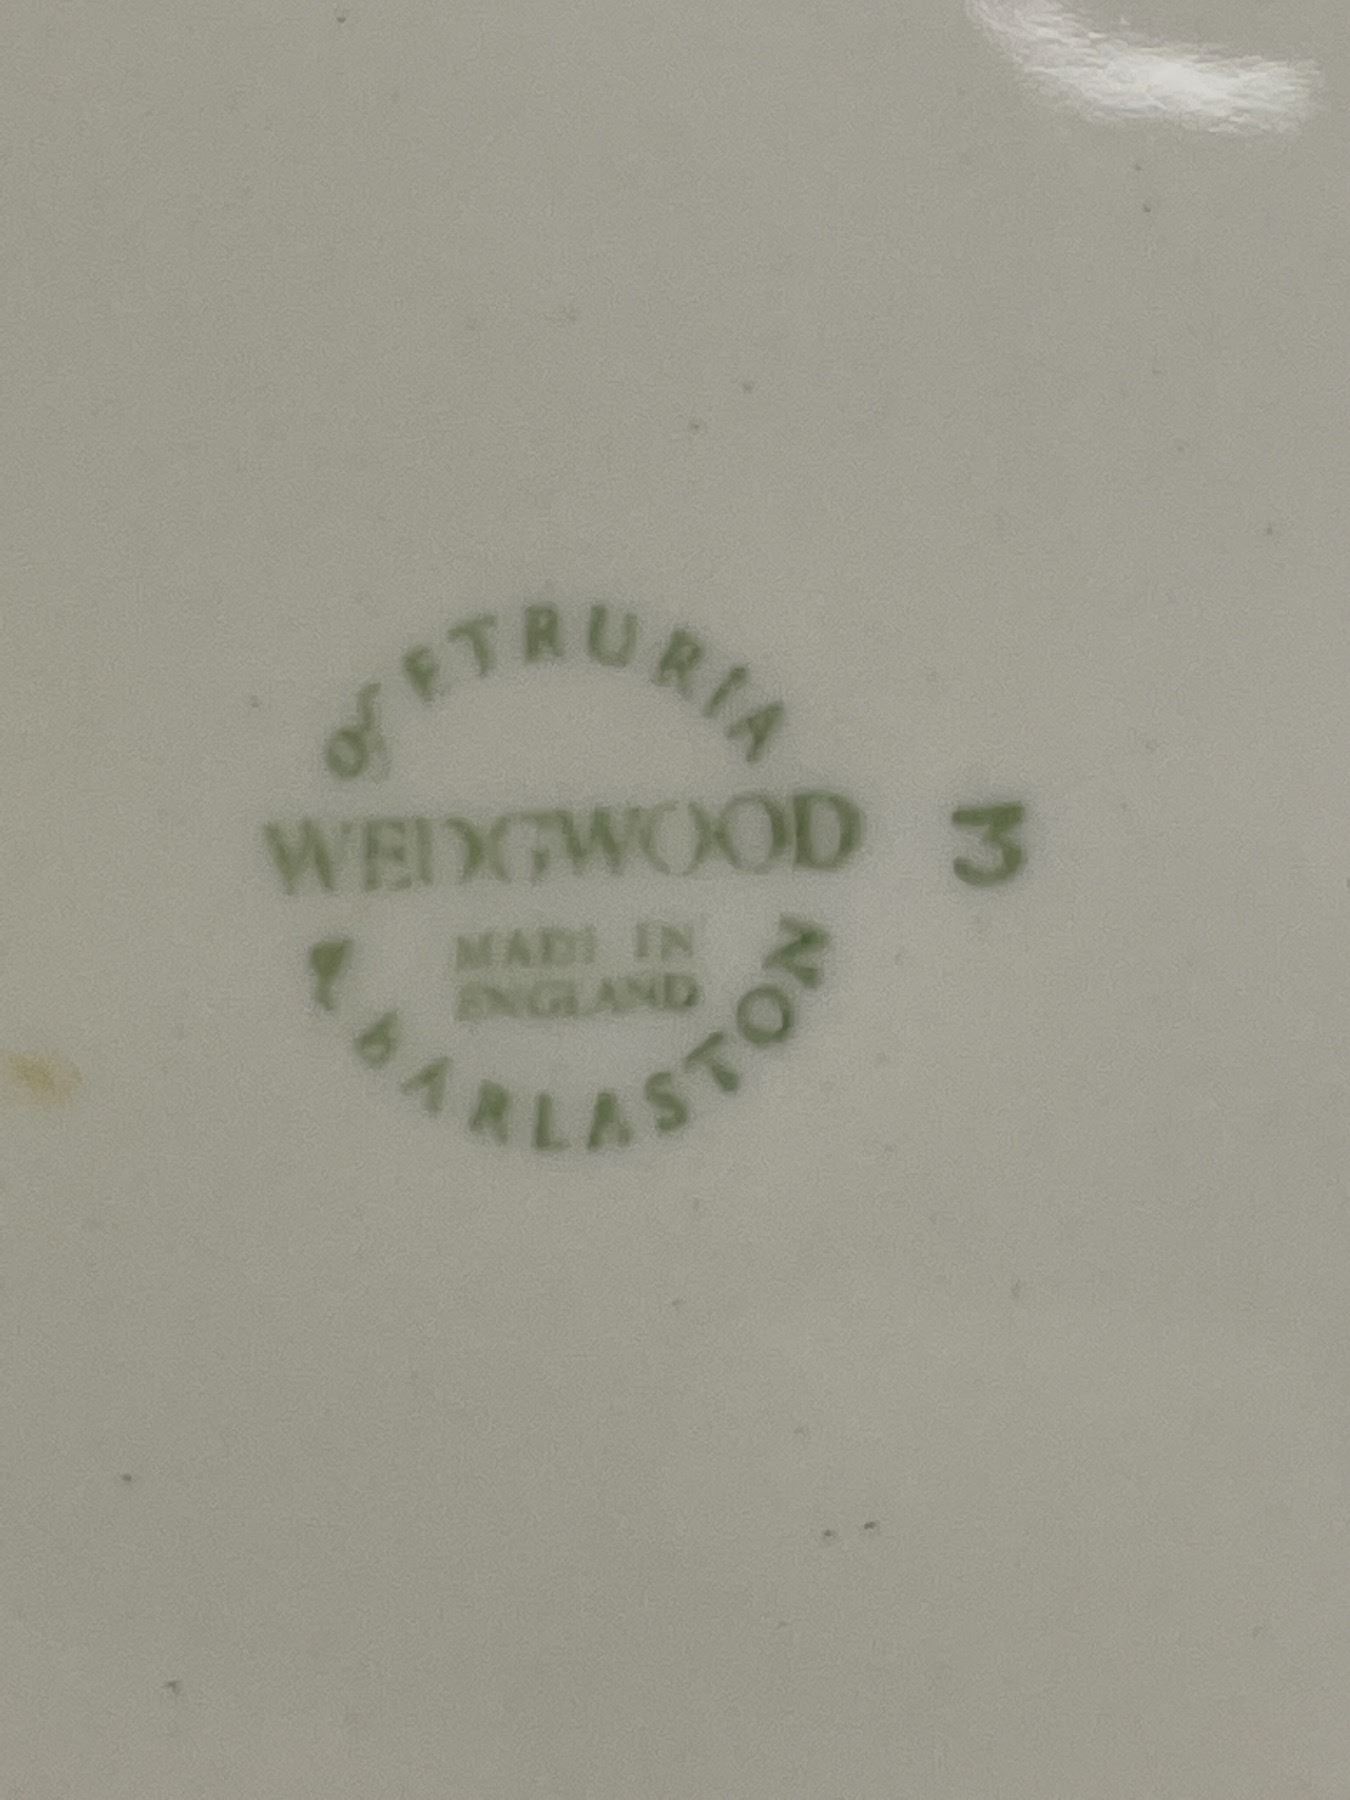 of ETRURIA
WEDGWOOD 3
MADE IN
ENGLAND
& BARLASTON